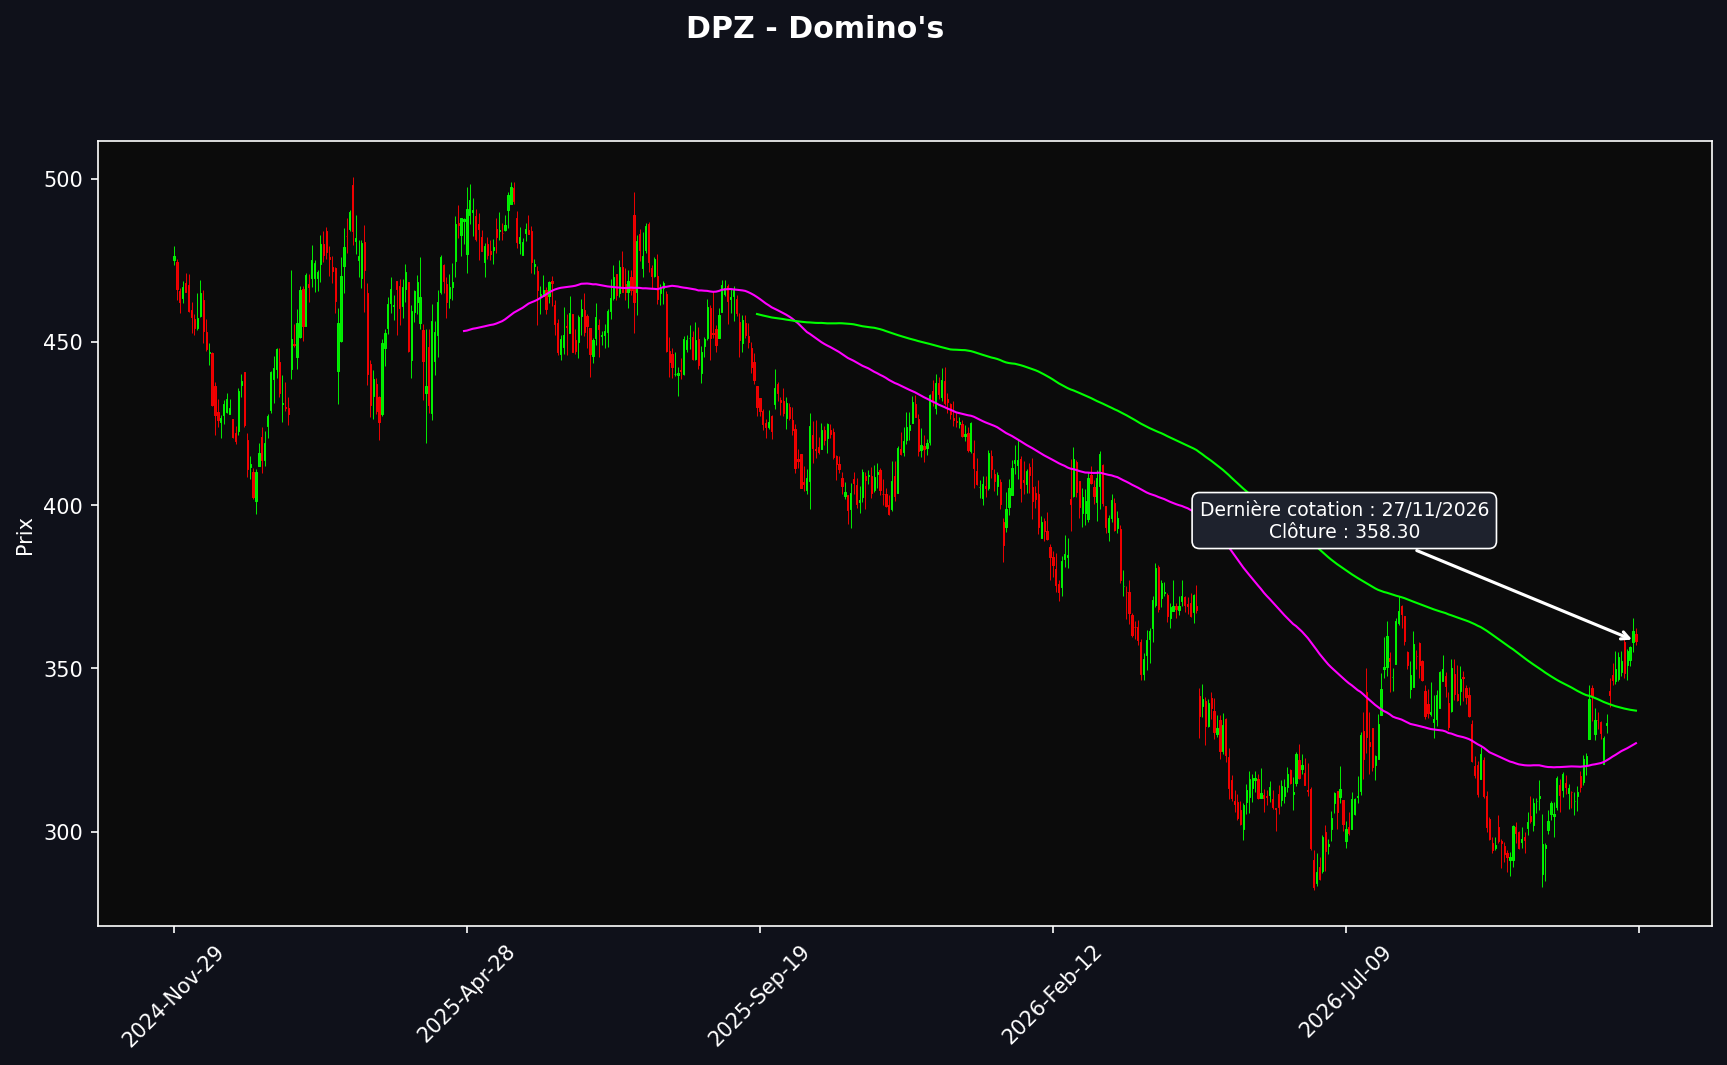 DPZ - Domino's
Prix
500
450
400
350
300
Dernière cotation : 27/11/2026
Clôture : 358.30
2024-Nov-29
2025-Apr-28
2025-Sep-19
2026-Feb-12
2026-Jul-09